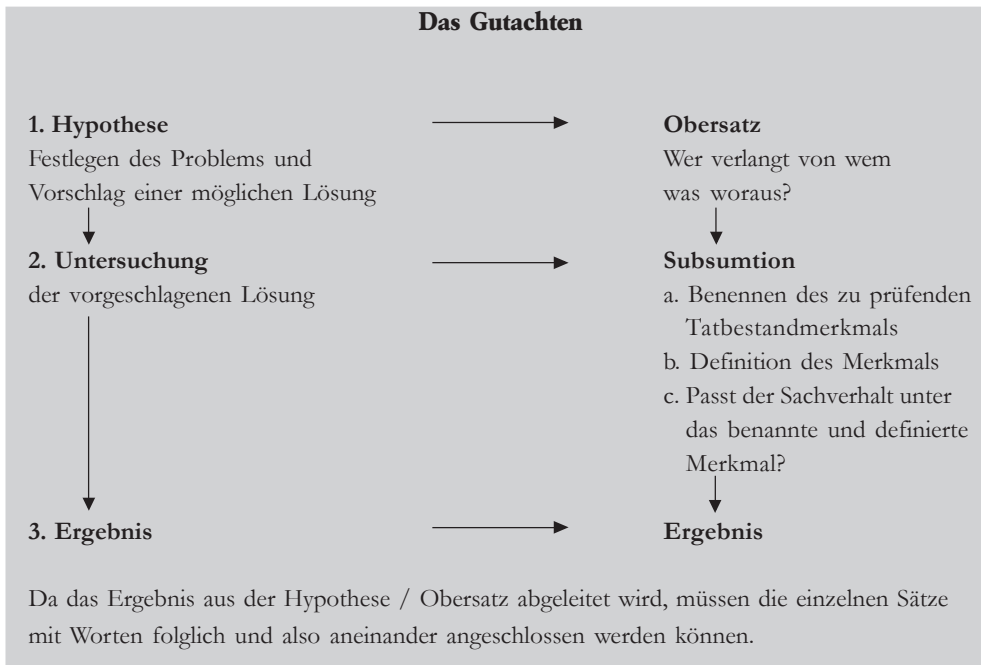 Das Gutachten
1. Hypothese
Festlegen des Problems und
Vorschlag einer möglichen Lösung
Obersatz
Wer verlangt von wem
was woraus?
2. Untersuchung
der vorgeschlagenen Lösung
Subsumtion
a. Benennen des zu prüfenden
Tatbestandmerkmals
b. Definition des Merkmals
c. Passt der Sachverhalt unter
das benannte und definierte
Merkmal?
3. Ergebnis
Ergebnis
Da das Ergebnis aus der Hypothese / Obersatz abgeleitet wird, müssen die einzelnen Sätze
mit Worten folglich und also aneinander angeschlossen werden können.